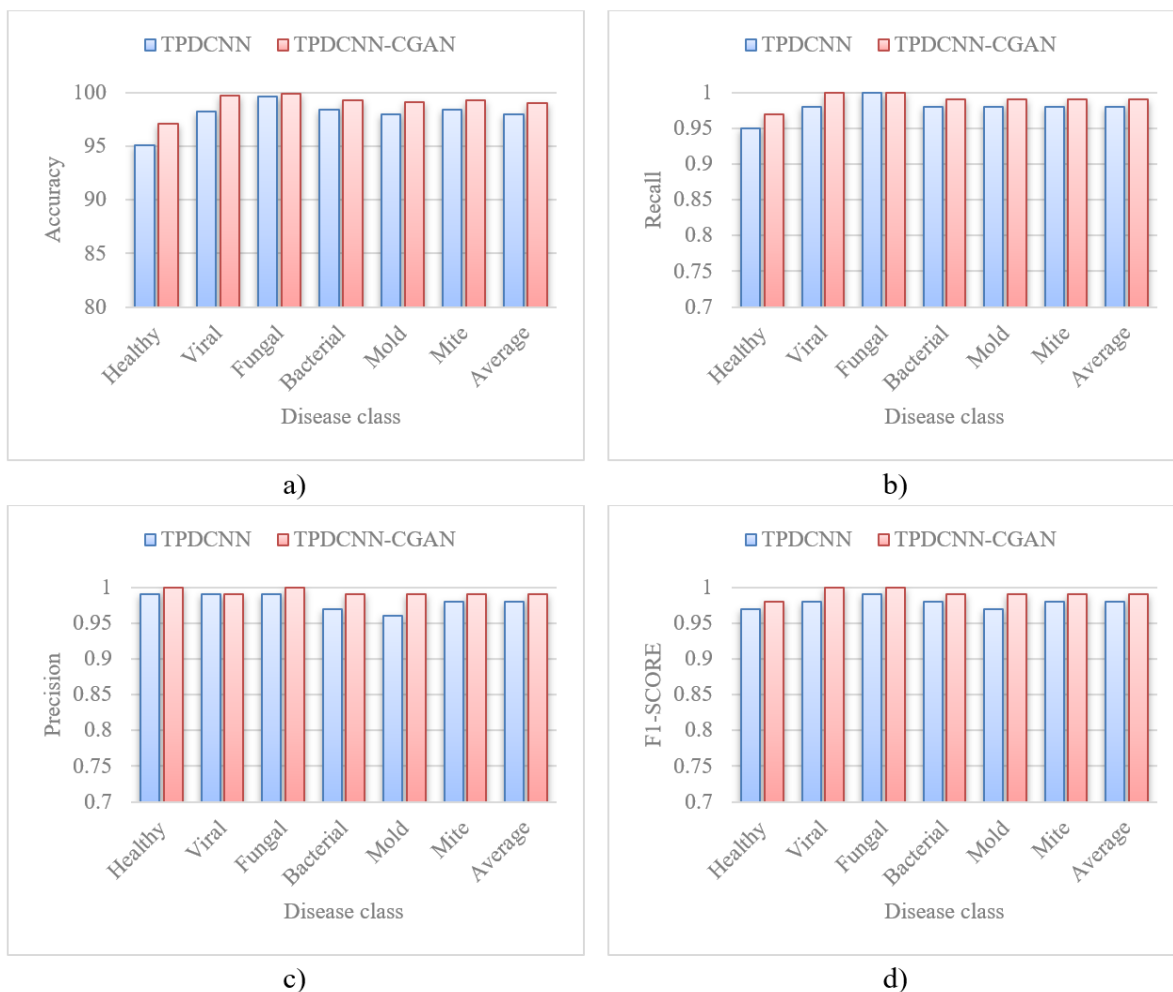 TPDCNN TPDCNN-CGAN
100
95
90
85
80
Accuracy
Healthy
Viral
Fungal
Bacterial
Mold
Mite
Average
Disease class
a)
TPDCNN TPDCNN-CGAN
1
0.95
0.9
0.85
0.8
0.75
0.7
Recall
Healthy
Viral
Fungal
Bacterial
Mold
Mite
Average
Disease class
b)
TPDCNN TPDCNN-CGAN
1
0.95
0.9
0.85
0.8
0.75
0.7
Precision
Healthy
Viral
Fungal
Bacterial
Mold
Mite
Average
Disease class
c)
TPDCNN TPDCNN-CGAN
1
0.95
0.9
0.85
0.8
0.75
0.7
F1-SCORE
Healthy
Viral
Fungal
Bacterial
Mold
Mite
Average
Disease class
d)